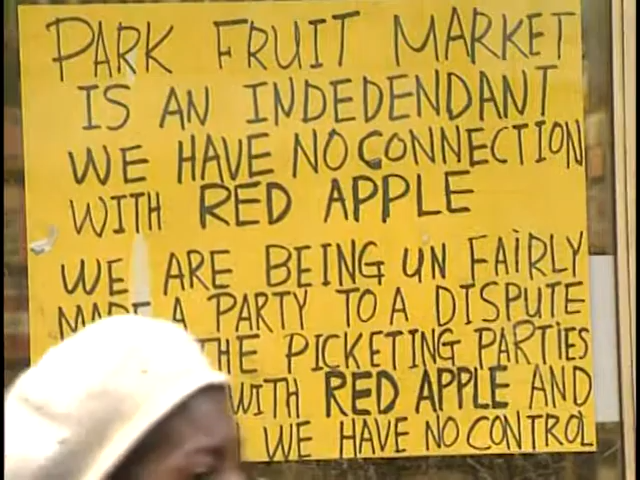 PARK FRUIT MARKET
IS AN INDEDENDANT
WE HAVE NO CONNECTION
WITH RED APPLE
WE ARE BEING UN FAIRLY
MADE A PARTY TO A DISPUTE
THE PICKETING PARTIES
WITH RED APPLE AND
WE HAVE NO CONTROL